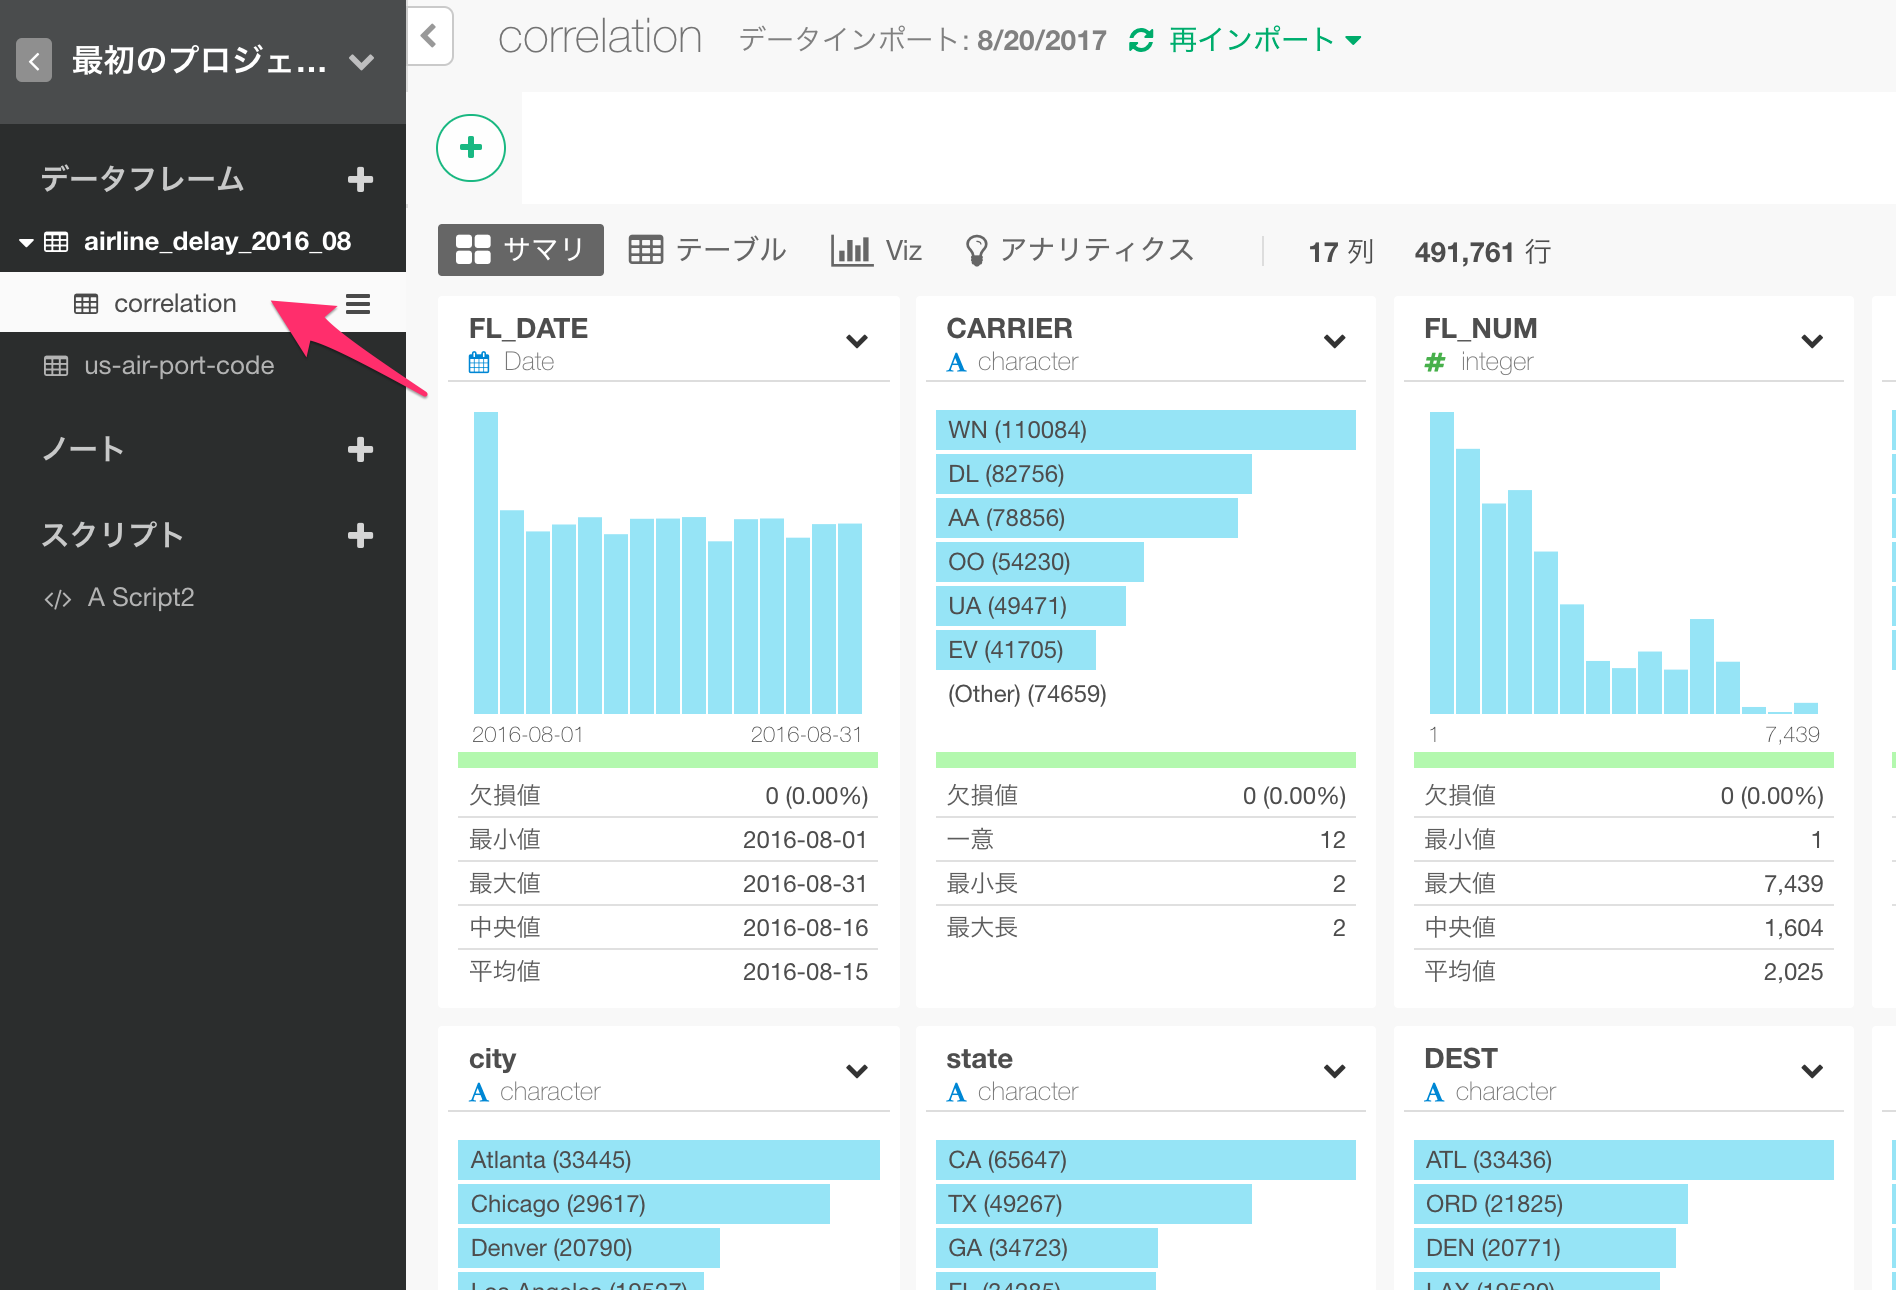 最初のプロジェ...
データフレーム
airline_delay_2016_08
correlation
us-air-port-code
ノート
スクリプト
</> A Script2
correlation データインポート: 8/20/2017 再インポート
サマリ テーブル Viz アナリティクス 17 列 491,761 行
FL_DATE
Date
2016-08-01 2016-08-31
欠損値 0 (0.00%)
最小値 2016-08-01
最大値 2016-08-31
中央値 2016-08-16
平均値 2016-08-15
CARRIER
A character
WN (110084)
DL (82756)
AA (78856)
OO (54230)
UA (49471)
EV (41705)
(Other) (74659)
欠損値 0 (0.00%)
一意 12
最小長 2
最大長 2
FL_NUM
# integer
1 7,439
欠損値 0 (0.00%)
最小値 1
最大値 7,439
中央値 1,604
平均値 2,025
city
A character
Atlanta (33445)
Chicago (29617)
Denver (20790)
Los Angeles (19527)
state
A character
CA (65647)
TX (49267)
GA (34723)
FL (34285)
DEST
A character
ATL (33436)
ORD (21825)
DEN (20771)
LAX (19520)